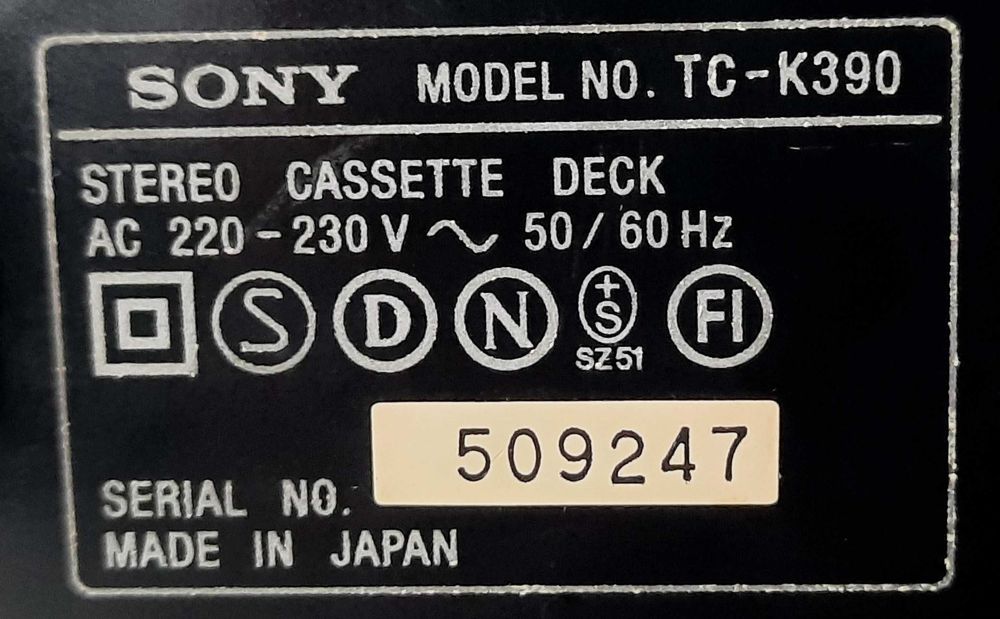 SONY MODEL NO. TC-K390
STEREO CASSETTE DECK
AC 220-230 V ~ 50/60 Hz
S D N +S FI
SZ51
509247
SERIAL NO.
MADE IN JAPAN